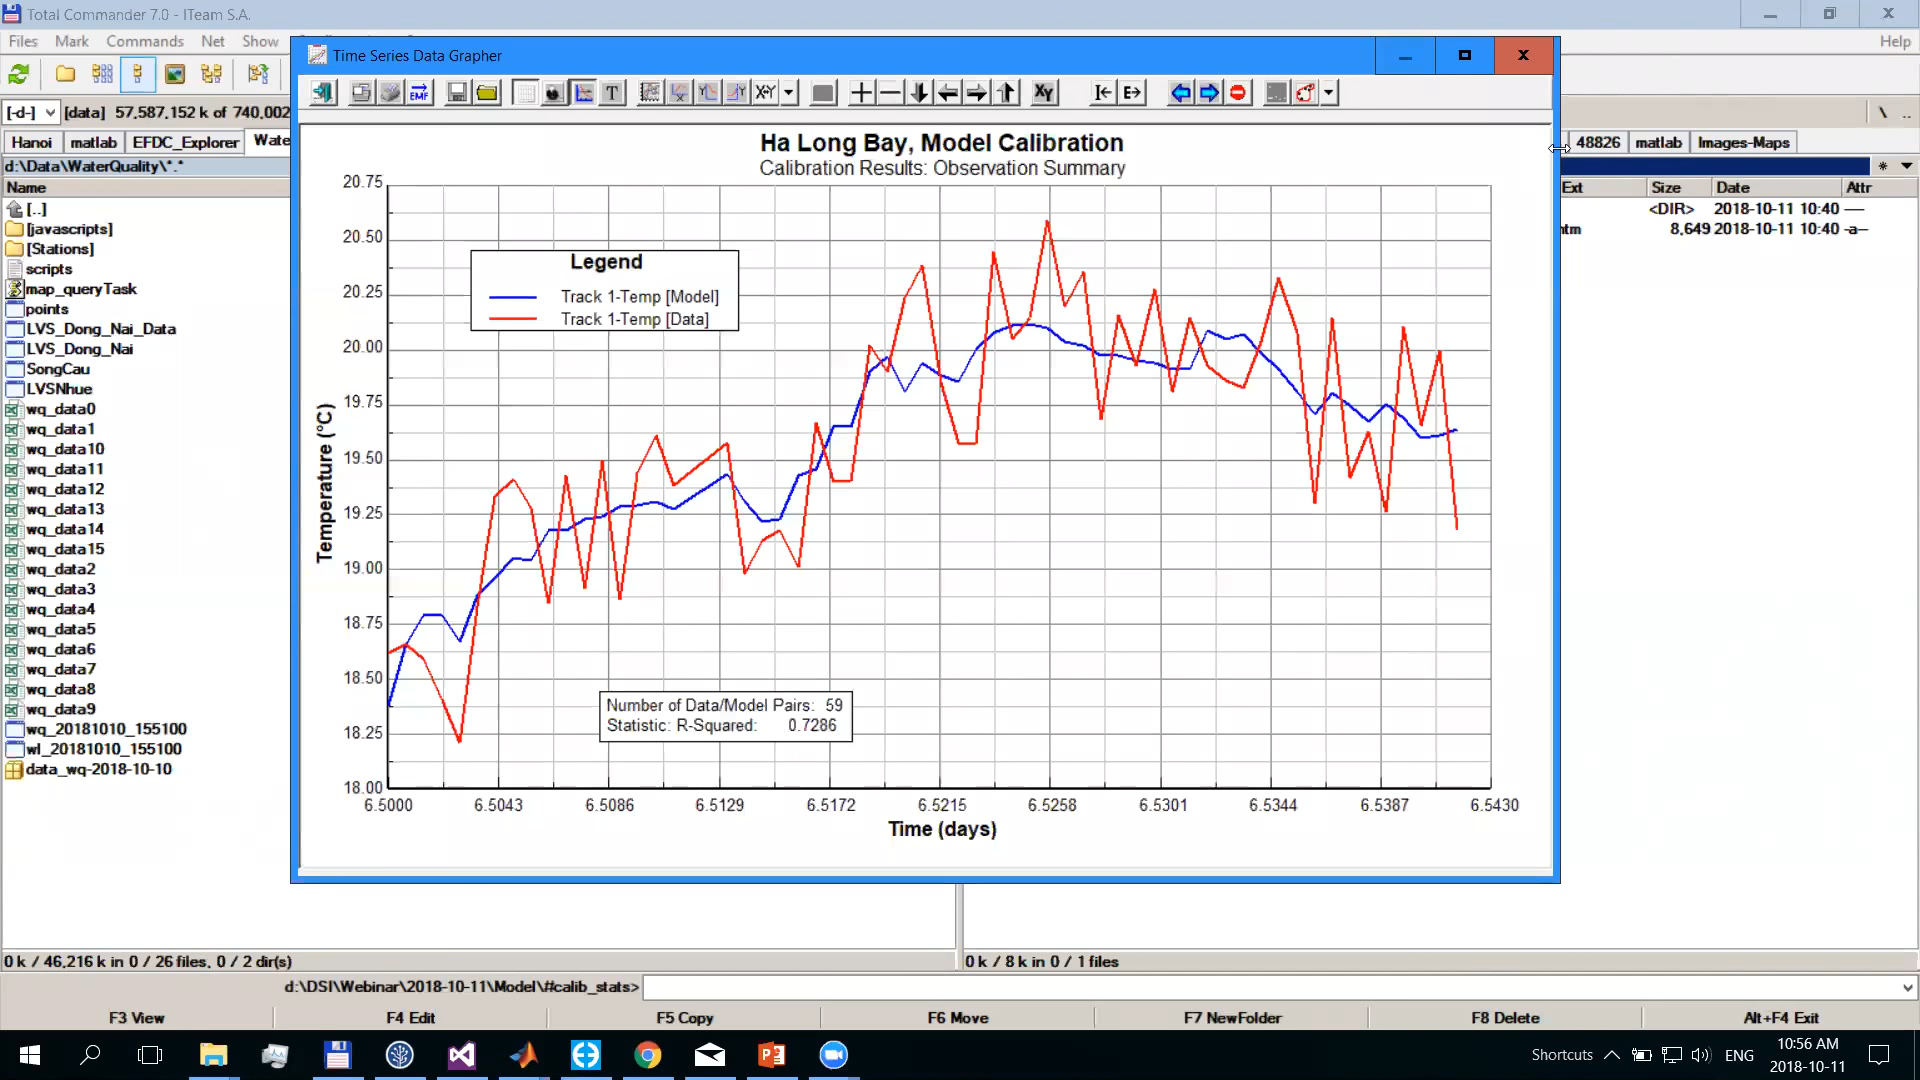 Total Commander 7.0 - ITeam S.A.
Files Mark Commands Net Show
Help
Time Series Data Grapher
EMF T X-Y XY E
[-d-] [data] 57,587,152 k of 740,002
\ ..
Hanoi matlab EFDC_Explorer Wate
48826 matlab Images-Maps
d:\Data\WaterQuality\*.*
* 
Name
Ext Size Date Attr
[..]
<DIR> 2018-10-11 10:40 ----
[javascripts]
htm 8,649 2018-10-11 10:40 -a--
[Stations]
scripts
map_queryTask
points
LVS_Dong_Nai_Data
LVS_Dong_Nai
SongCau
LVSNhue
wq_data0
wq_data1
wq_data10
wq_data11
wq_data12
wq_data13
wq_data14
wq_data15
wq_data2
wq_data3
wq_data4
wq_data5
wq_data6
wq_data7
wq_data8
wq_data9
wq_20181010_155100
wl_20181010_155100
data_wq-2018-10-10
Ha Long Bay, Model Calibration
Calibration Results: Observation Summary
20.75
20.50
20.25
20.00
19.75
19.50
19.25
19.00
18.75
18.50
18.25
18.00
Temperature (°C)
Legend
Track 1-Temp [Model]
Track 1-Temp [Data]
Number of Data/Model Pairs: 59
Statistic: R-Squared: 0.7286
6.5000 6.5043 6.5086 6.5129 6.5172 6.5215 6.5258 6.5301 6.5344 6.5387 6.5430
Time (days)
0 k / 46,216 k in 0 / 26 files, 0 / 2 dir(s)
0 k / 8 k in 0 / 1 files
d:\DSI\Webinar\2018-10-11\Model\#calib_stats>
F3 View F4 Edit F5 Copy F6 Move F7 NewFolder F8 Delete Alt+F4 Exit
Shortcuts ENG 10:56 AM
2018-10-11